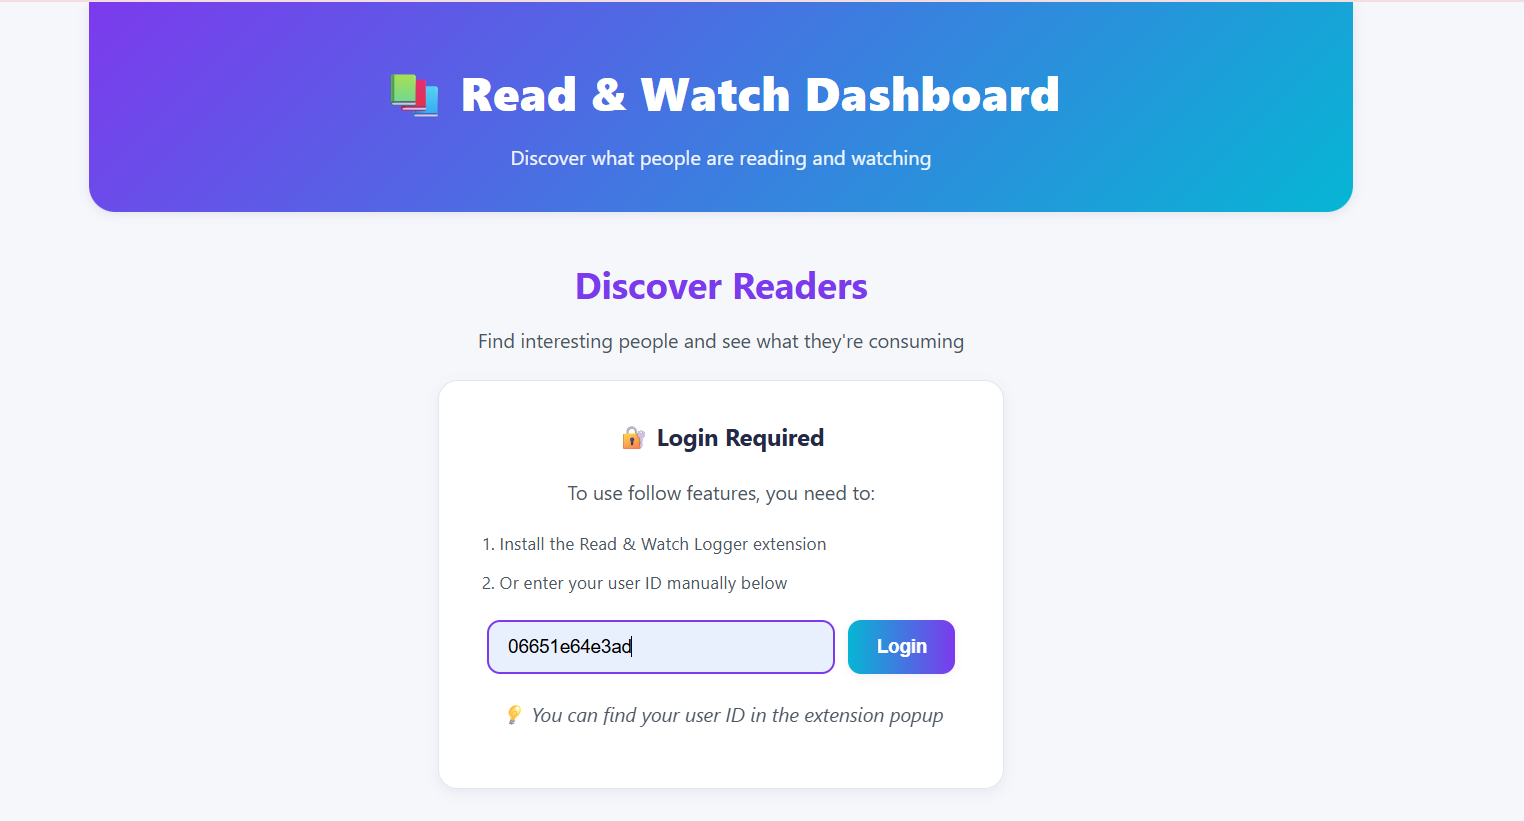 Read & Watch Dashboard
Discover what people are reading and watching
Discover Readers
Find interesting people and see what they're consuming
Login Required
To use follow features, you need to:
1. Install the Read & Watch Logger extension
2. Or enter your user ID manually below
06651e64e3ad
Login
You can find your user ID in the extension popup